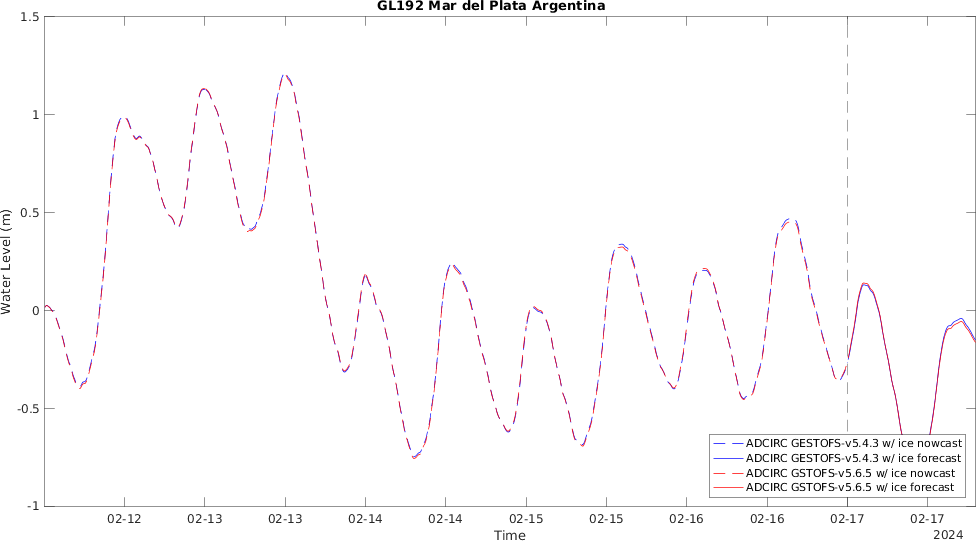 GL192 Mar del Plata Argentina
1.5
1
0.5
0
-0.5
-1
Water Level (m)
ADCIRC GESTOFS-v5.4.3 w/ ice nowcast
ADCIRC GESTOFS-v5.4.3 w/ ice forecast
ADCIRC GSTOFS-v5.6.5 w/ ice nowcast
ADCIRC GSTOFS-v5.6.5 w/ ice forecast
02-12 02-13 02-13 02-14 02-14 02-15 02-15 02-16 02-16 02-17 02-17
Time
2024